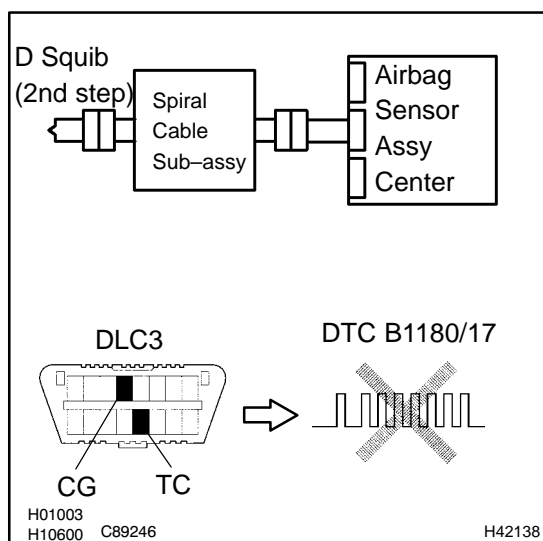 D Squib
(2nd step)
Spiral
Cable
Sub–assy
Airbag
Sensor
Assy
Center
DLC3
DTC B1180/17
CG
TC
H01003
H10600
C89246
H42138